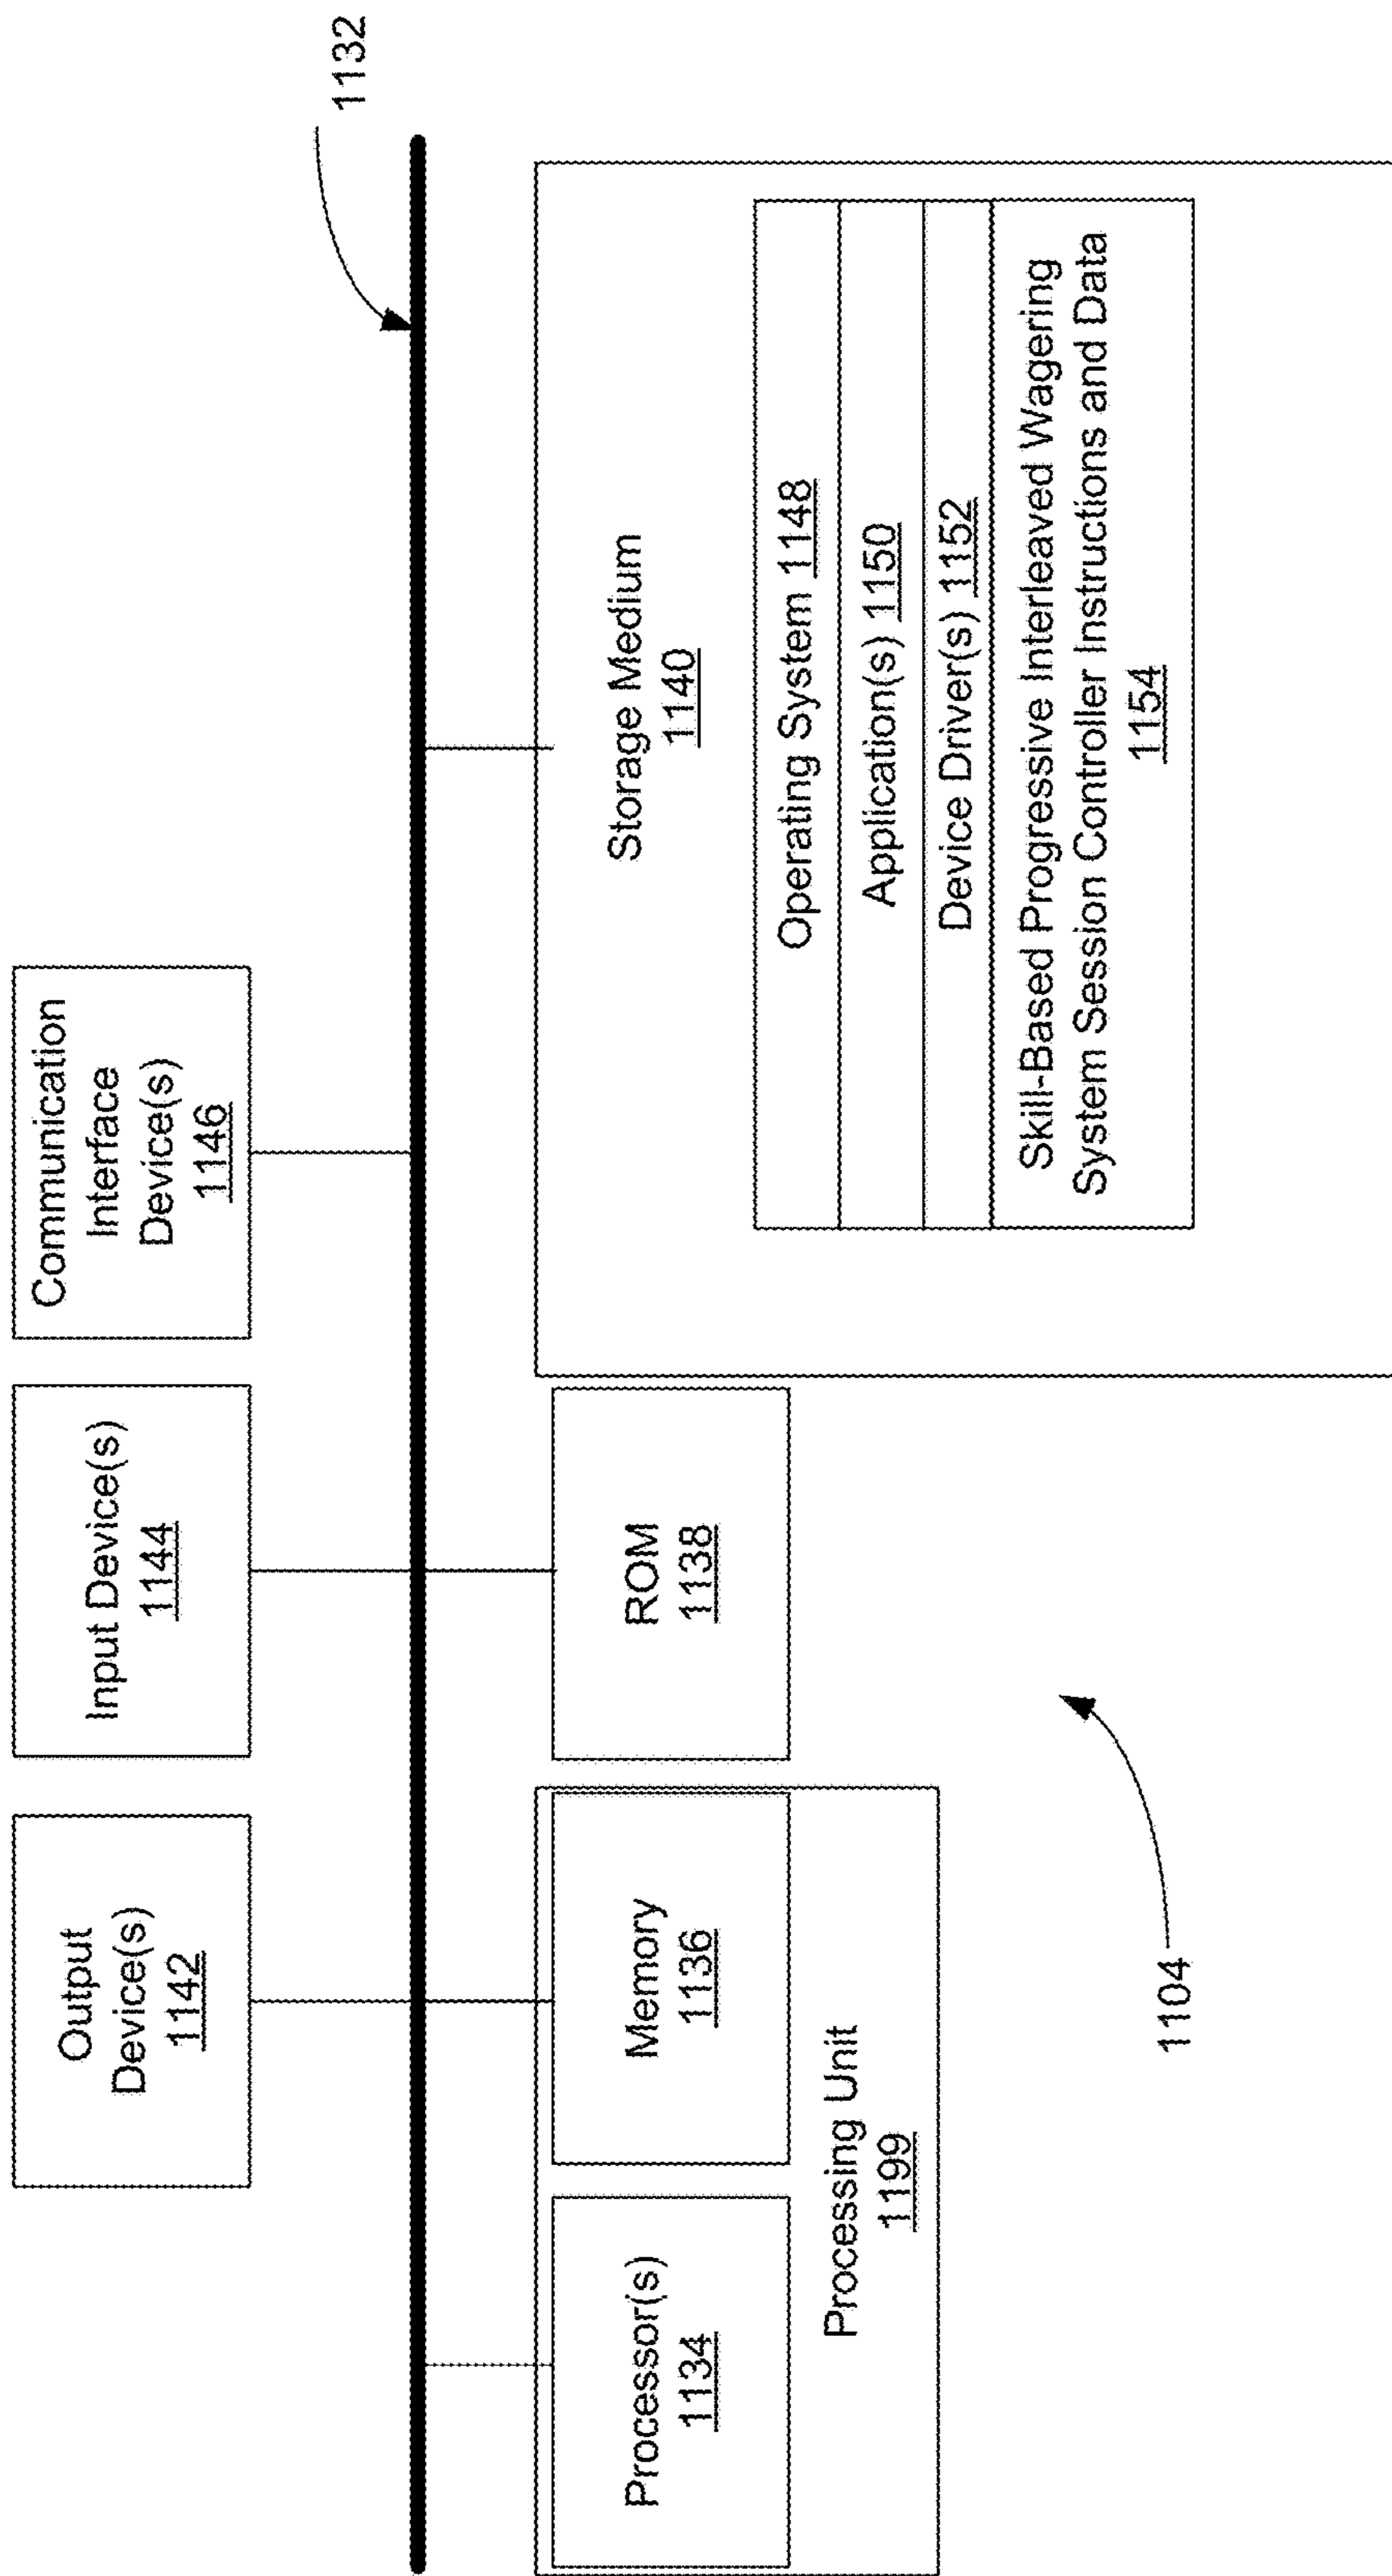 Output
Device(s)
1142
Input Device(s)
1144
Communication
Interface
Device(s)
1146
1132
Processor(s)
1134
Memory
1136
Processing Unit
1199
ROM
1138
Storage Medium
1140
Operating System 1148
Application(s) 1150
Device Driver(s) 1152
Skill-Based Progressive Interleaved Wagering
System Session Controller Instructions and Data
1154
1104